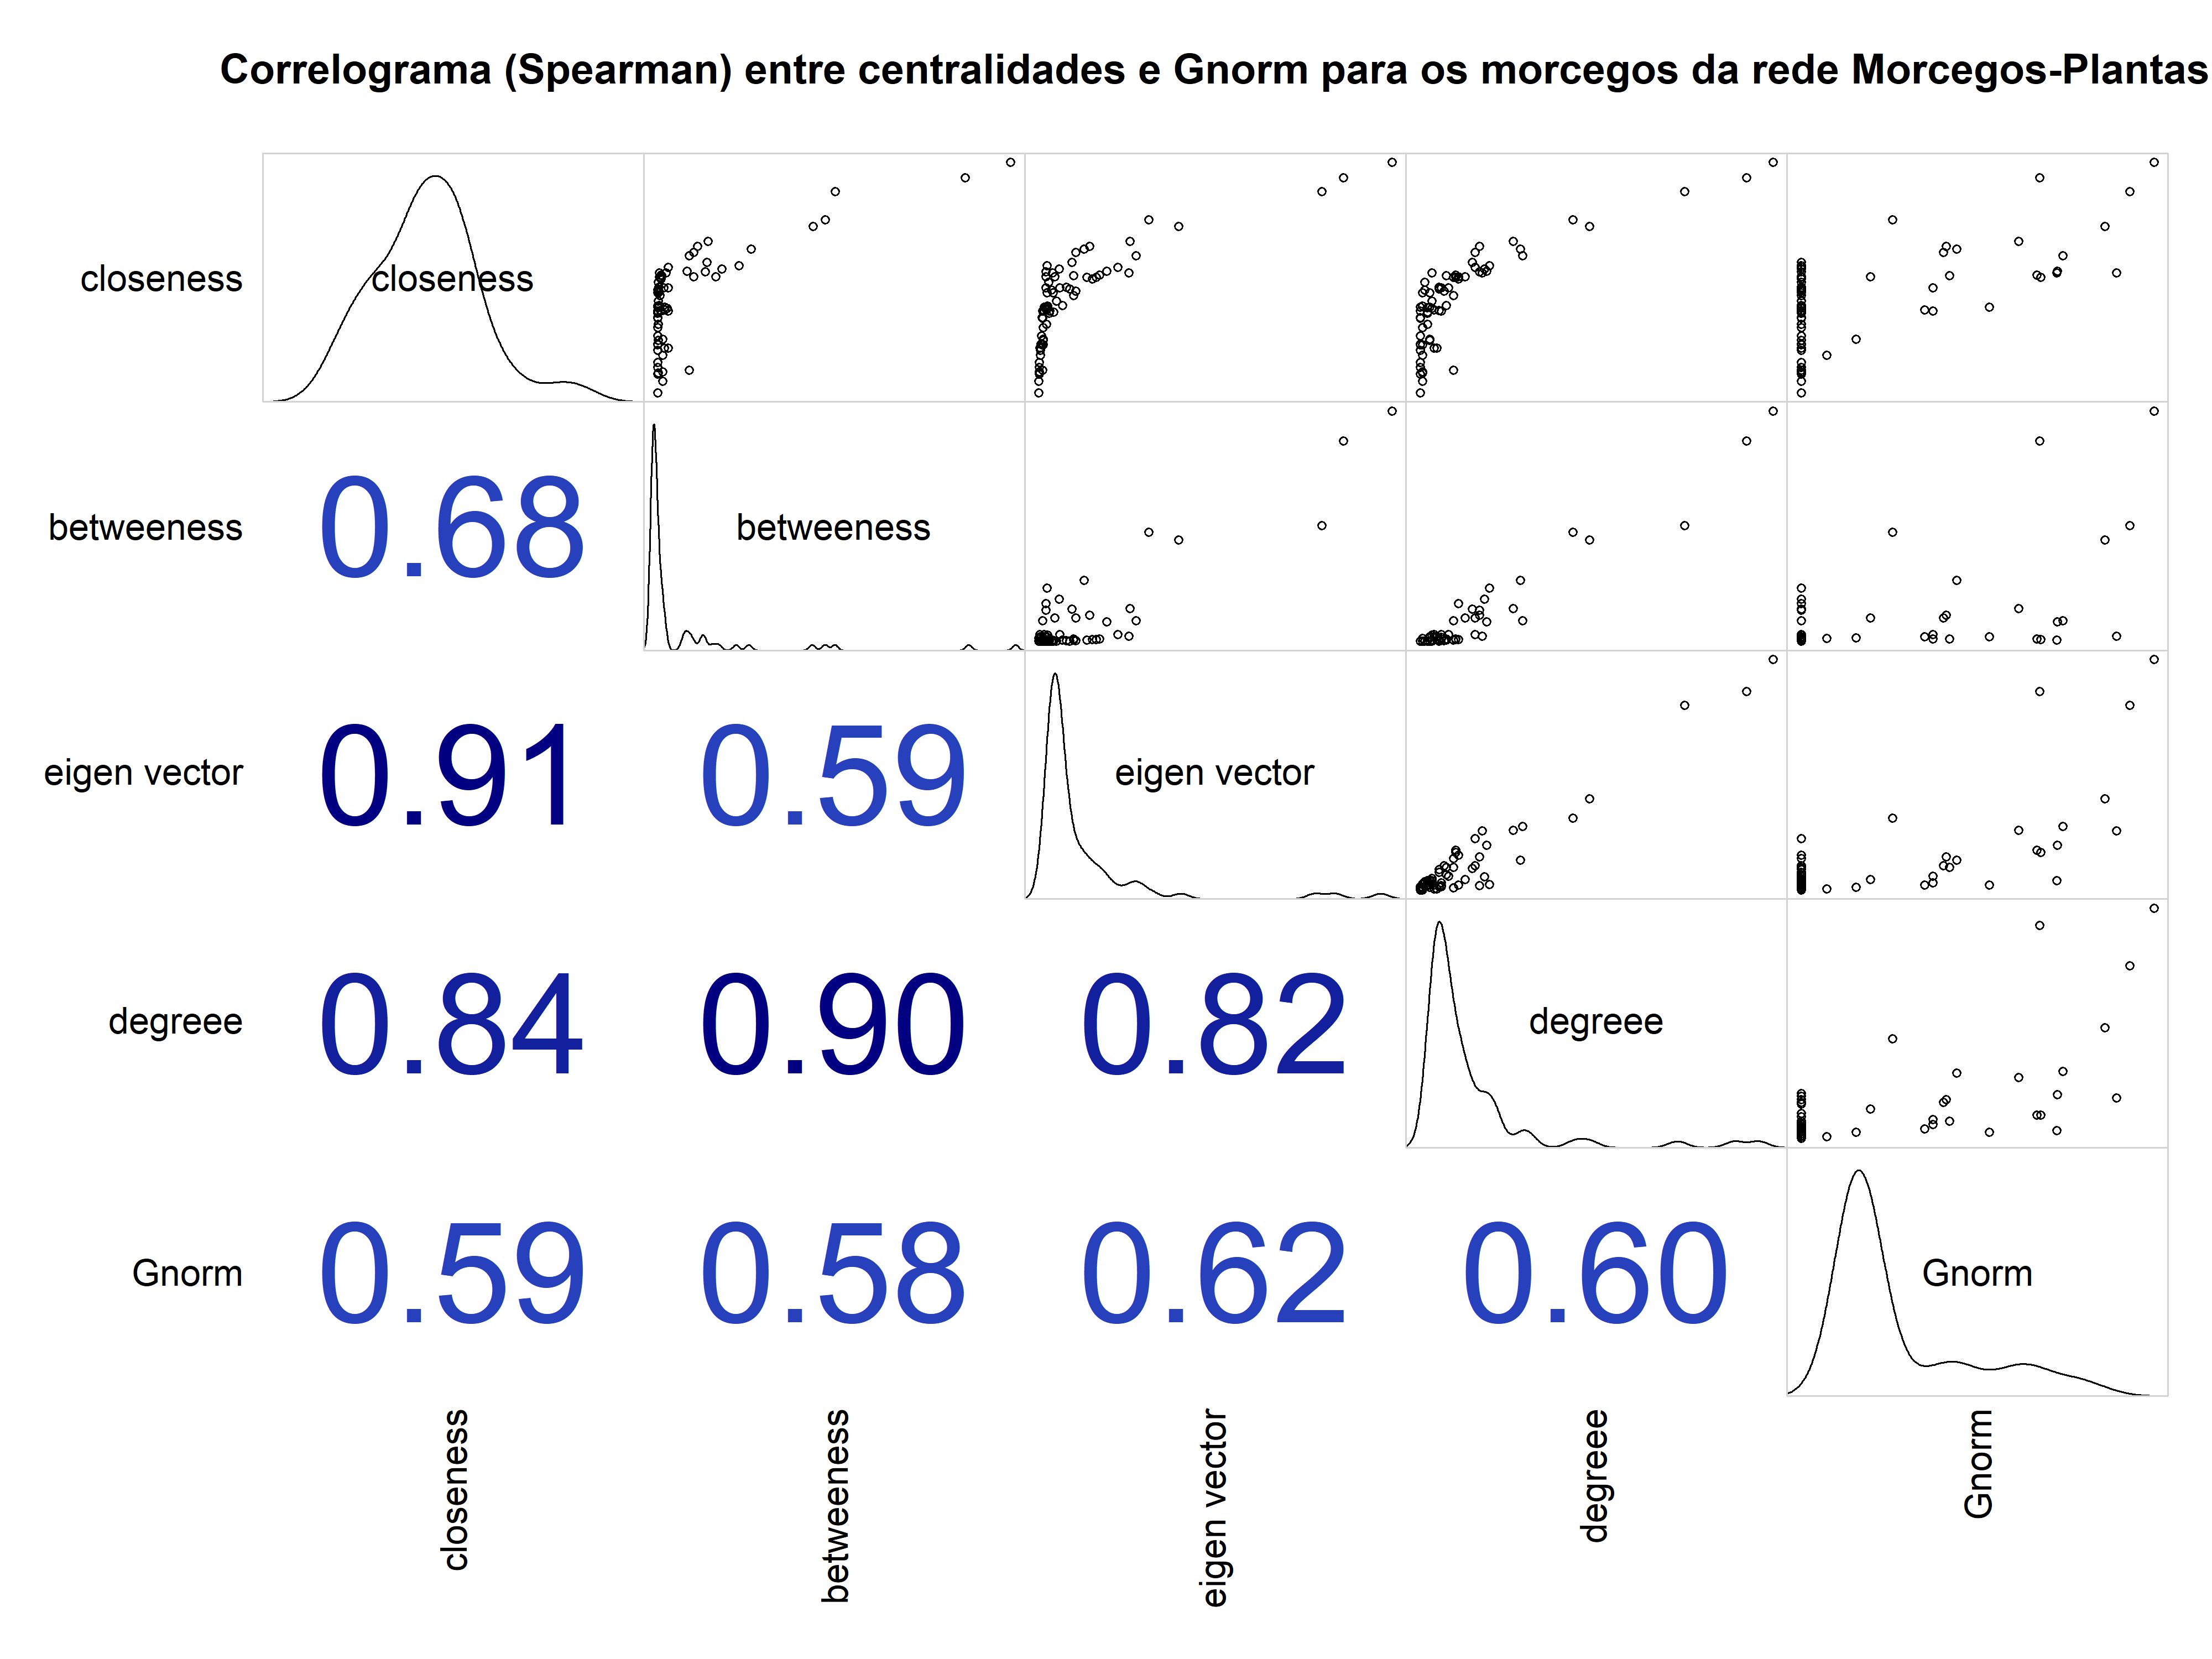 Correlograma (Spearman) entre centralidades e Gnorm para os morcegos da rede Morcegos-Plantas
closeness closeness
betweeness 0.68 betweeness
eigen vector 0.91 0.59 eigen vector
degreee 0.84 0.90 0.82 degreee
Gnorm 0.59 0.58 0.62 0.60 Gnorm
closeness betweeness eigen vector degreee Gnorm